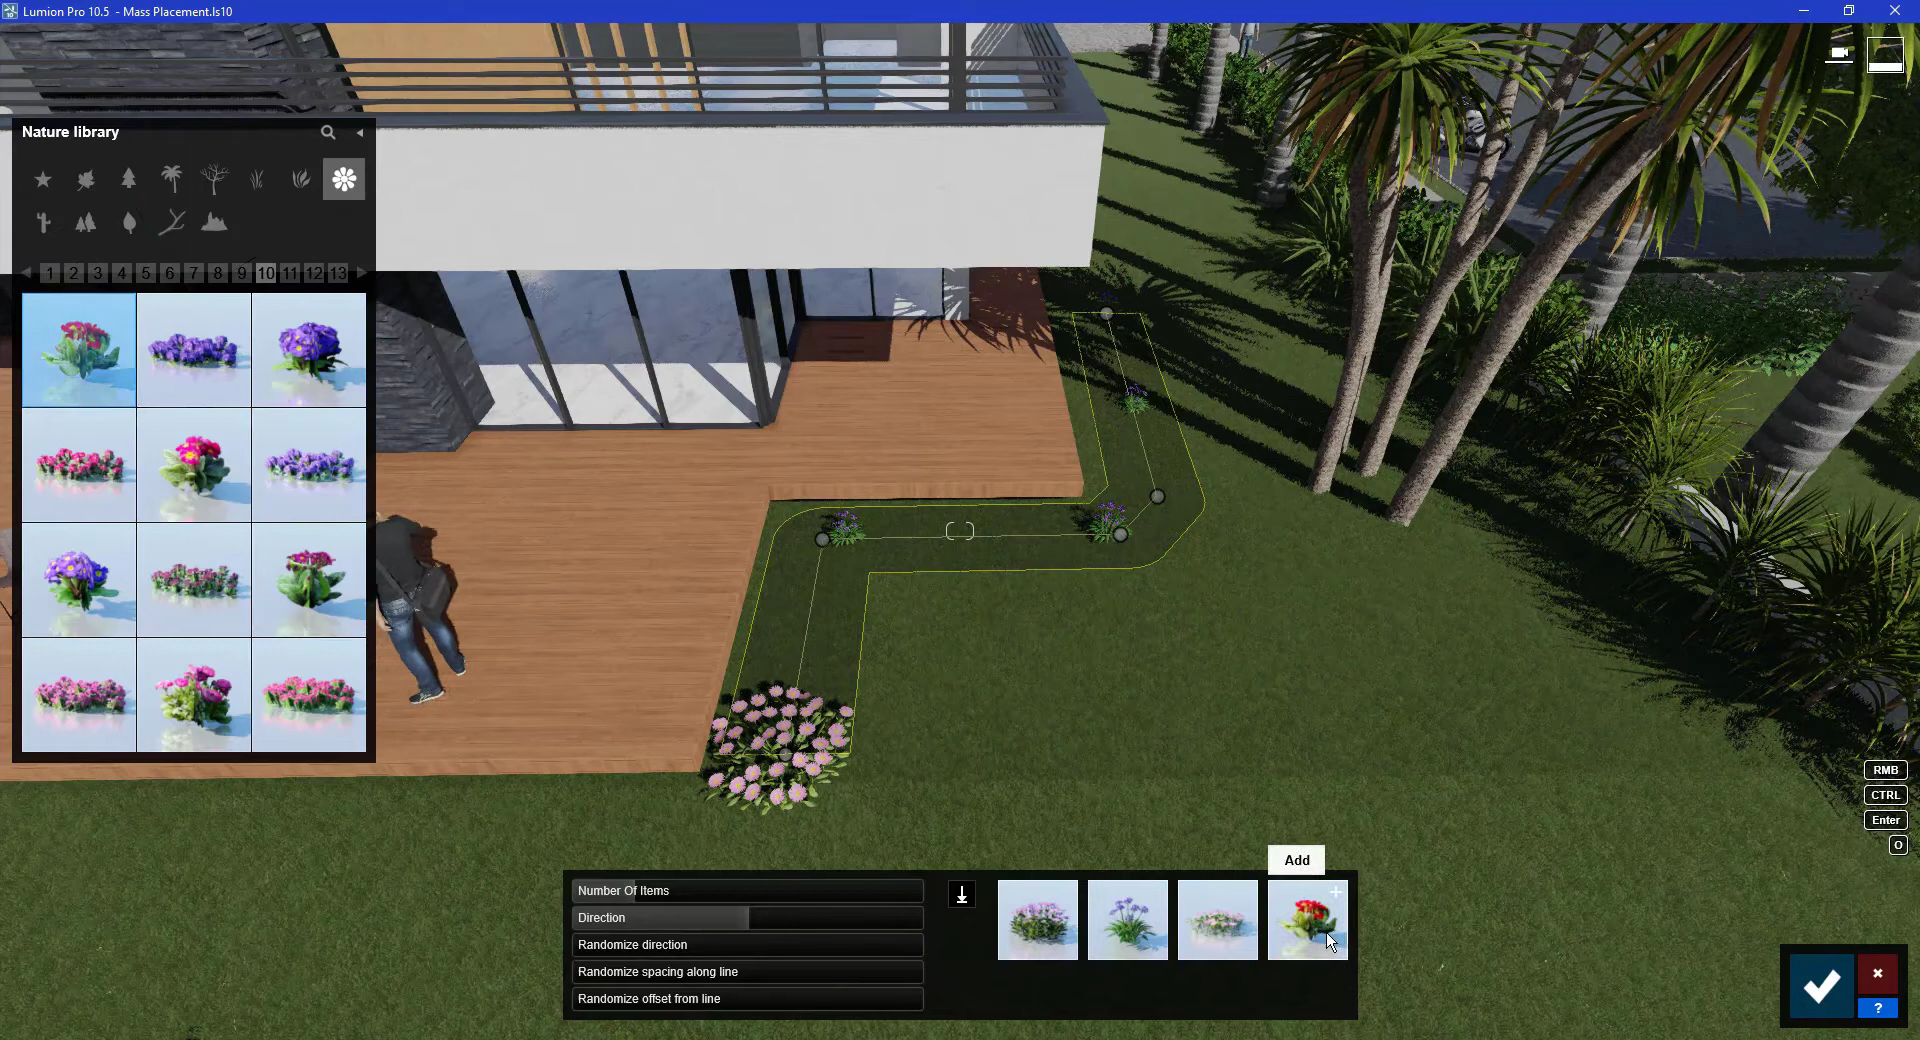 Lumion Pro 10.5 - Mass Placement.ls10
Nature library
1 2 3 4 5 6 7 8 9 10 11 12 13
RMB
CTRL
Enter
O
Add
Number Of Items
Direction
Randomize direction
Randomize spacing along line
Randomize offset from line
?